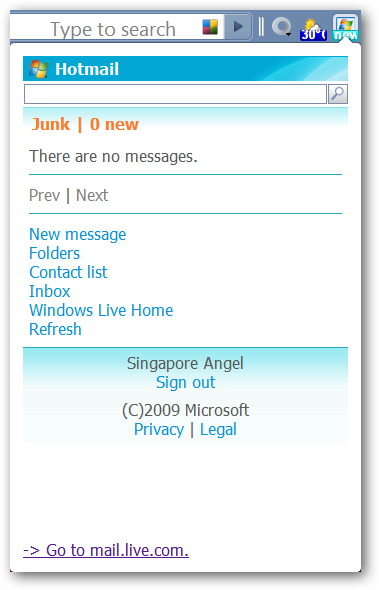 Type to search
30°
new
Hotmail
Junk | 0 new
There are no messages.
Prev | Next
New message
Folders
Contact list
Inbox
Windows Live Home
Refresh
Singapore Angel
Sign out
(C)2009 Microsoft
Privacy | Legal
-> Go to mail.live.com.